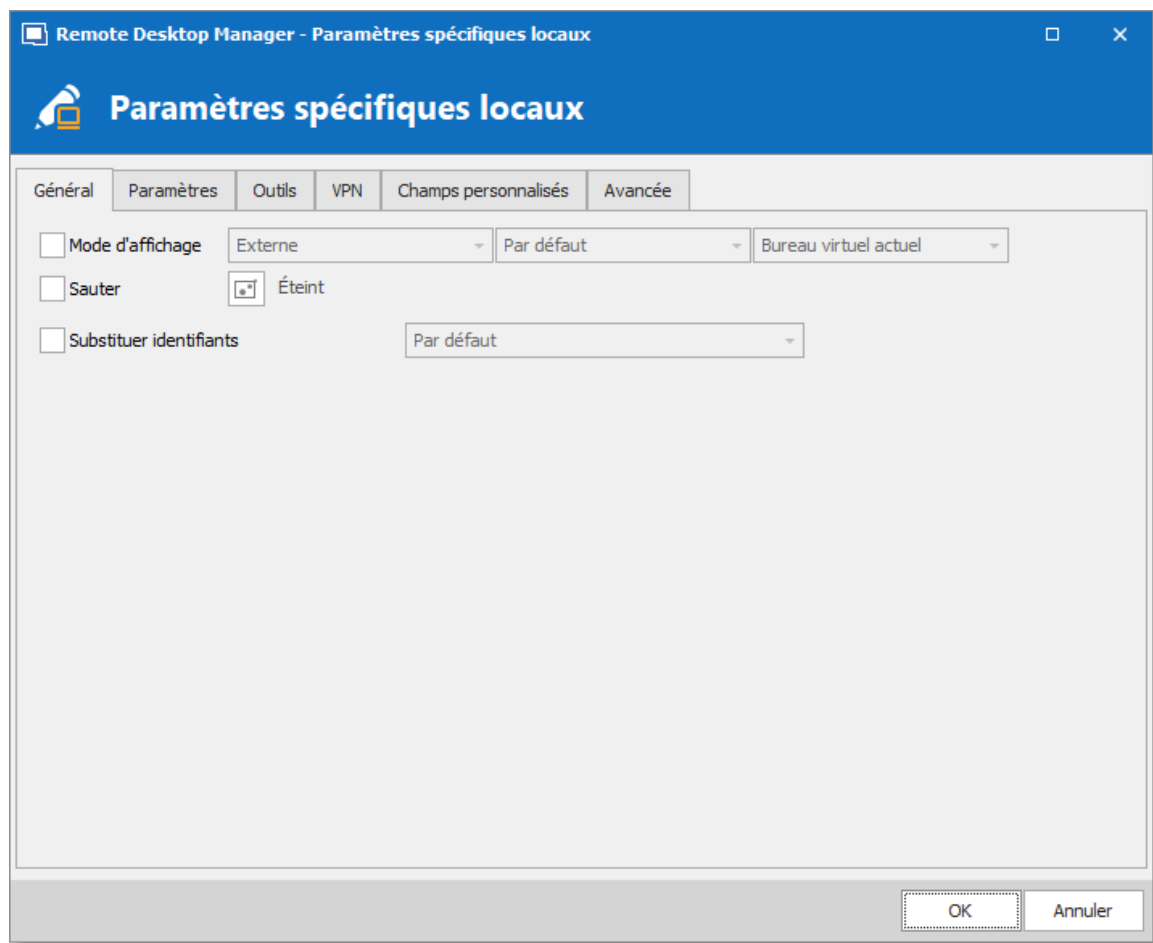 Remote Desktop Manager - Paramètres spécifiques locaux
Paramètres spécifiques locaux
Général Paramètres Outils VPN Champs personnalisés Avancée
Mode d'affichage Externe Par défaut Bureau virtuel actuel
Sauter Éteint
Substituer identifiants Par défaut
OK Annuler